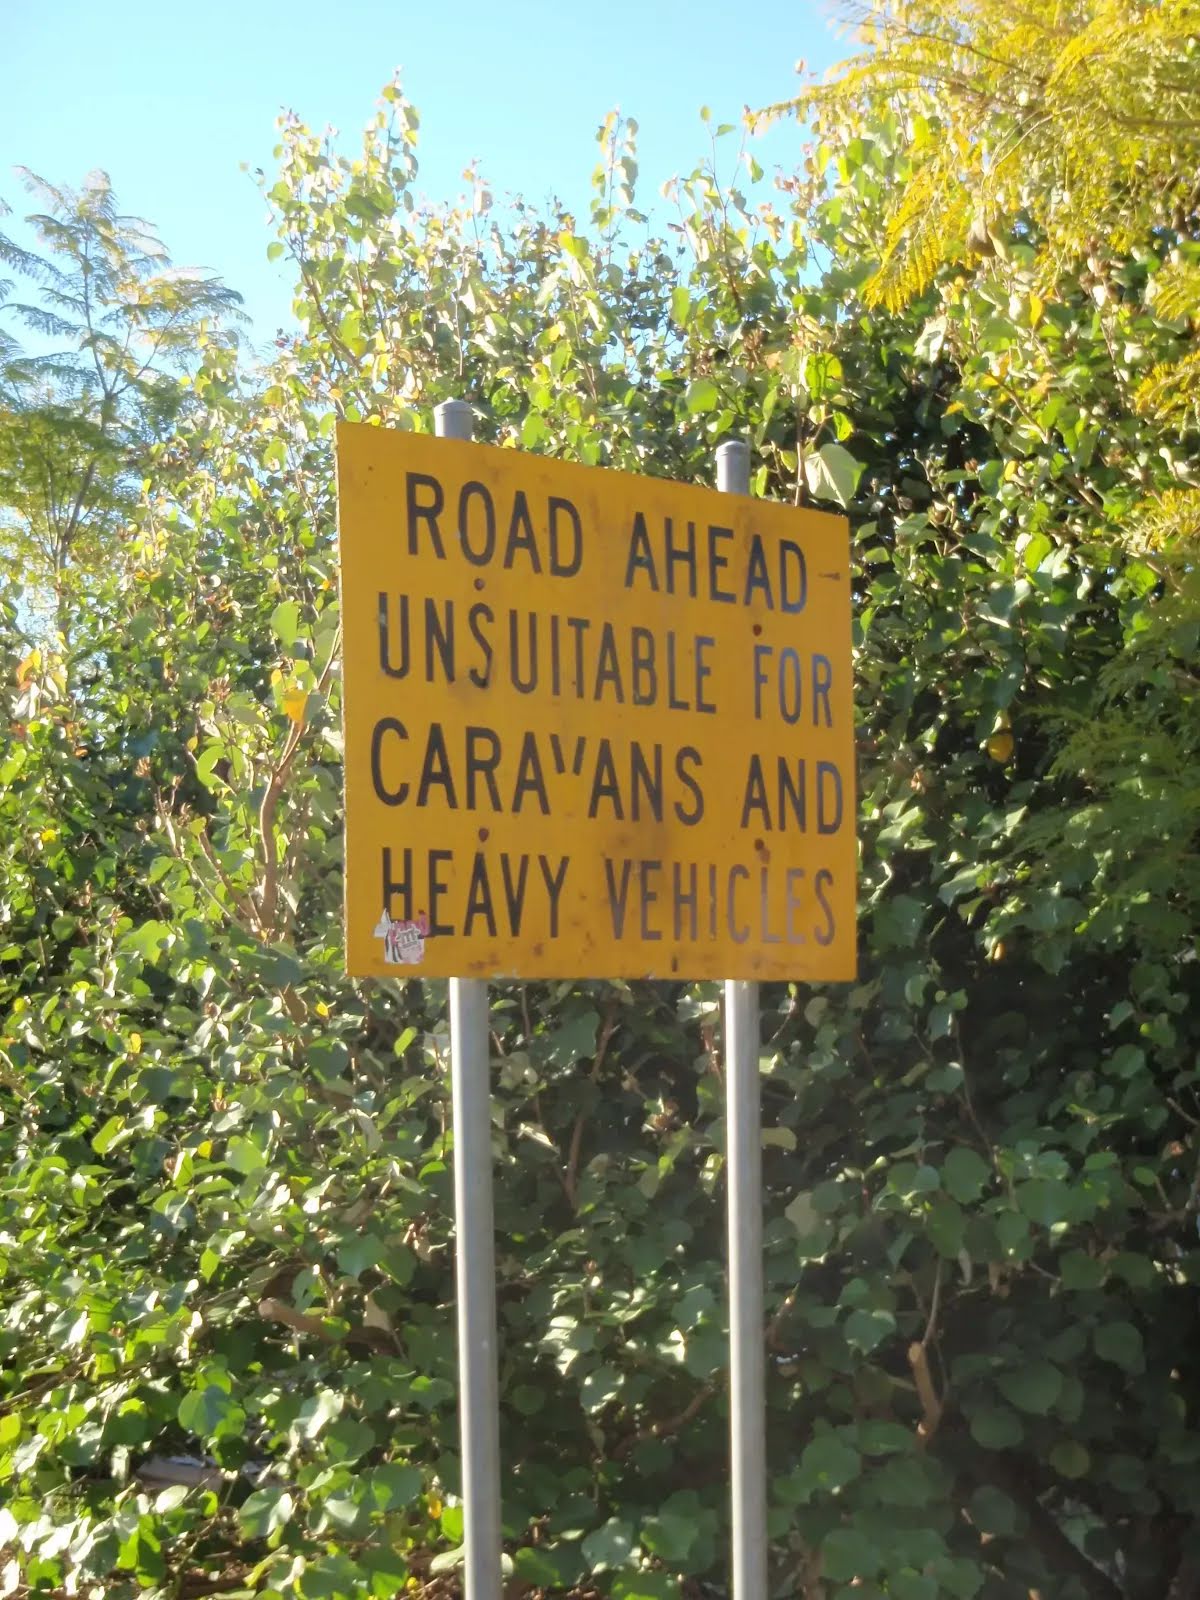 ROAD AHEAD
UNSUITABLE FOR
CARAVANS AND
HEAVY VEHICLES